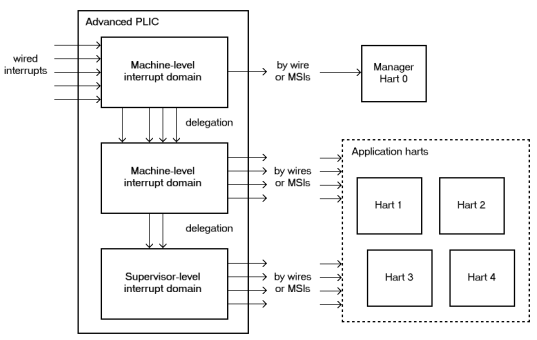 Advanced PLIC
wired
interrupts
Machine-level
interrupt domain
by wire
or MSIs
Manager
Hart 0
delegation
Machine-level
interrupt domain
by wires
or MSIs
Application harts
Hart 1
Hart 2
delegation
Supervisor-level
interrupt domain
by wires
or MSIs
Hart 3
Hart 4